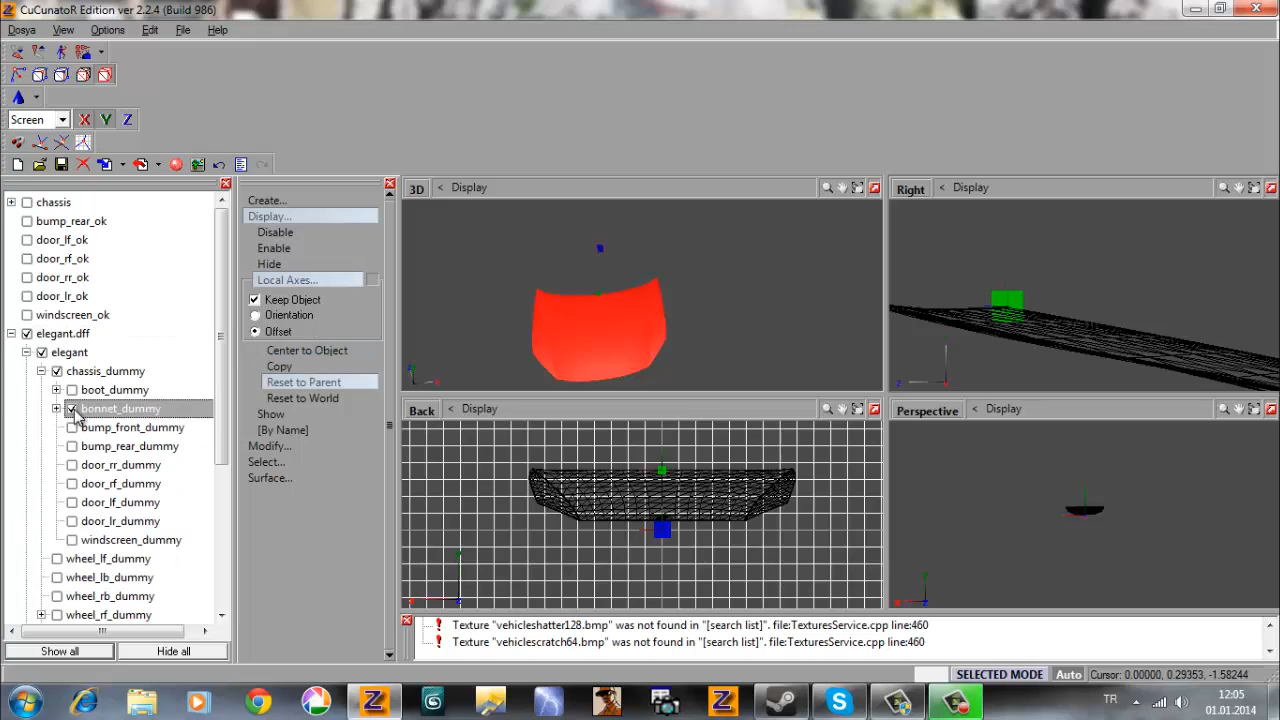 CuCunatoR Edition ver 2.2.4 (Build 986)
Dosya View Options Edit File Help
Screen X Y Z
chassis
bump_rear_ok
door_lf_ok
door_rf_ok
door_rr_ok
door_lr_ok
windscreen_ok
elegant.dff
elegant
chassis_dummy
boot_dummy
bonnet_dummy
bump_front_dummy
bump_rear_dummy
door_rr_dummy
door_rf_dummy
door_lf_dummy
door_lr_dummy
windscreen_dummy
wheel_lf_dummy
wheel_lb_dummy
wheel_rb_dummy
wheel_rf_dummy
Show all Hide all
Create...
Display...
Disable
Enable
Hide
Local Axes...
Keep Object
Orientation
Offset
Center to Object
Copy
Reset to Parent
Reset to World
Show
[By Name]
Modify...
Select...
Surface...
3D < Display
Right < Display
Back < Display
Perspective < Display
Texture "vehicleshatter128.bmp" was not found in "[search list]". file:TexturesService.cpp line:460
Texture "vehiclescratch64.bmp" was not found in "[search list]". file:TexturesService.cpp line:460
SELECTED MODE Auto Cursor: 0.00000, 0.29353, -1.58244
TR
12:05
01.01.2014